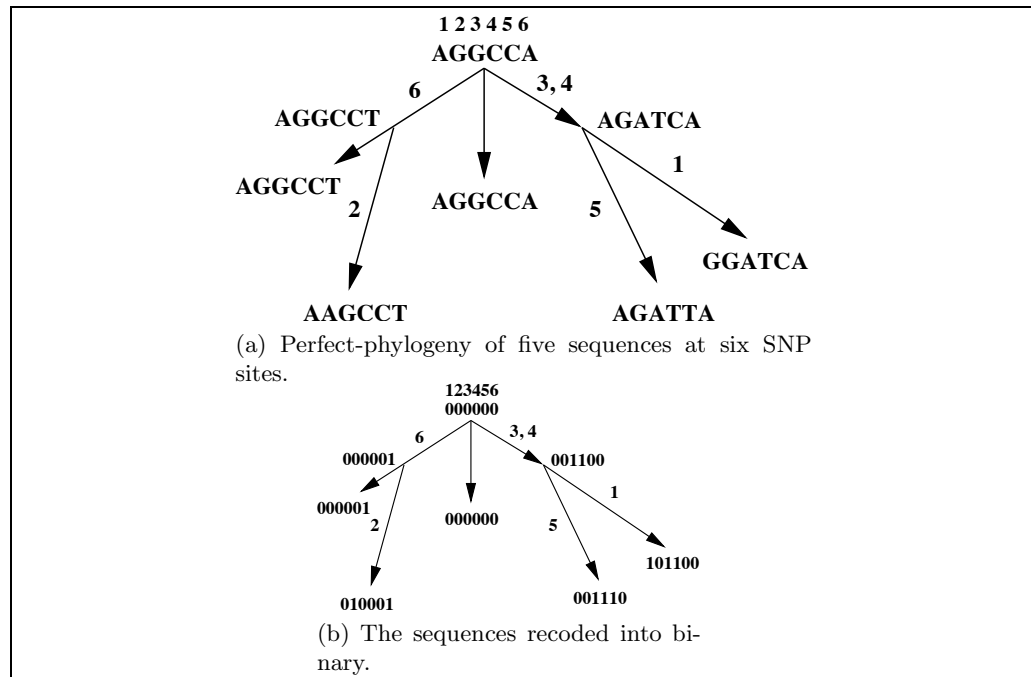 1 2 3 4 5 6
AGGCCA
6
3, 4
AGGCCT
AGATCA
1
AGGCCT
2
AGGCCA
5
GGATCA
AAGCCT
AGATTA
(a) Perfect-phylogeny of five sequences at six SNP
sites.
123456
000000
6
3, 4
000001
001100
1
000001
2
000000
5
101100
010001
001110
(b) The sequences recoded into bi-
nary.